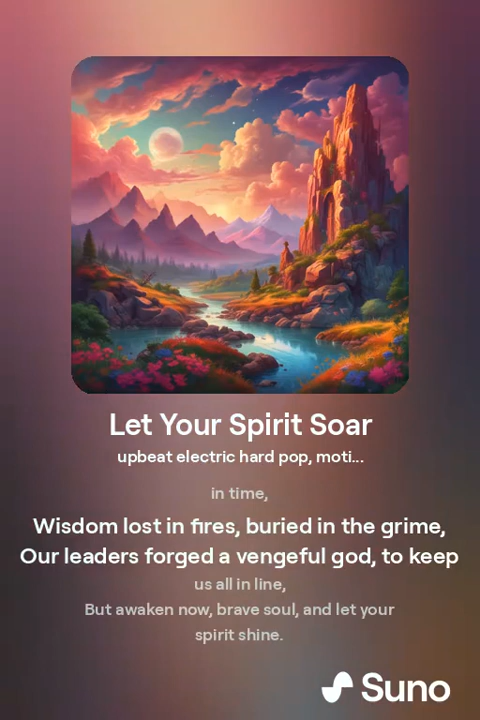 Let Your Spirit Soar
upbeat electric hard pop, moti...
in time,
Wisdom lost in fires, buried in the grime,
Our leaders forged a vengeful god, to keep
us all in line,
But awaken now, brave soul, and let your
spirit shine.
Suno